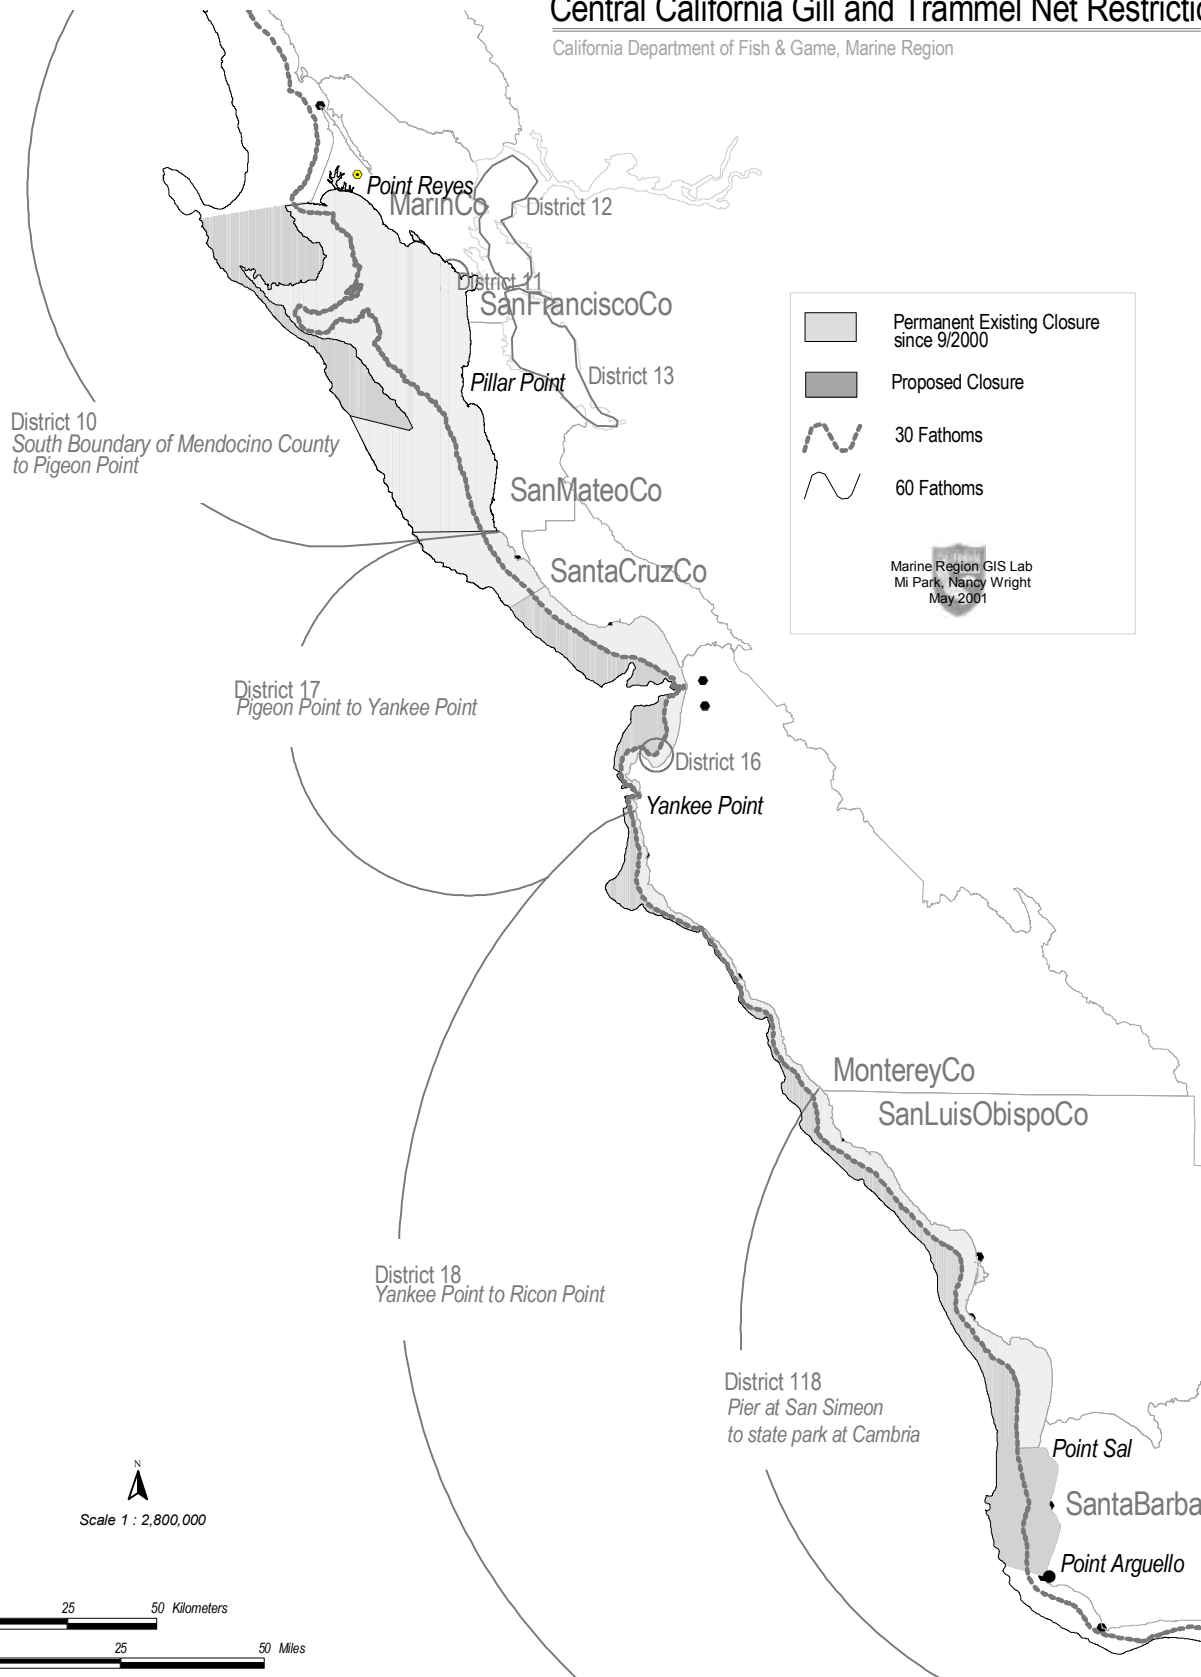 Central California Gill and Trammel Net
California Department of Fish & Game, Marine Region
Point Reyes
MarinCo
District 12
District 11
SanFranciscoCo
Pillar Point
District 13
Permanent Existing Closure
since 9/2000
Proposed Closure
30 Fathoms
60 Fathoms
Marine Region GIS Lab
Mi Park, Nancy Wright
May 2001
District 10
South Boundary of Mendocino County
to Pigeon Point
SanMateoCo
SantaCruzCo
District 17
Pigeon Point to Yankee Point
District 16
Yankee Point
MontereyCo
SanLuisObispoCo
District 18
Yankee Point to Ricon Point
District 118
Pier at San Simeon
to state park at Cambria
Point Sal
SantaBarba
Point Arguello
N
Scale 1 : 2,800,000
25 50 Kilometers
25 50 Miles